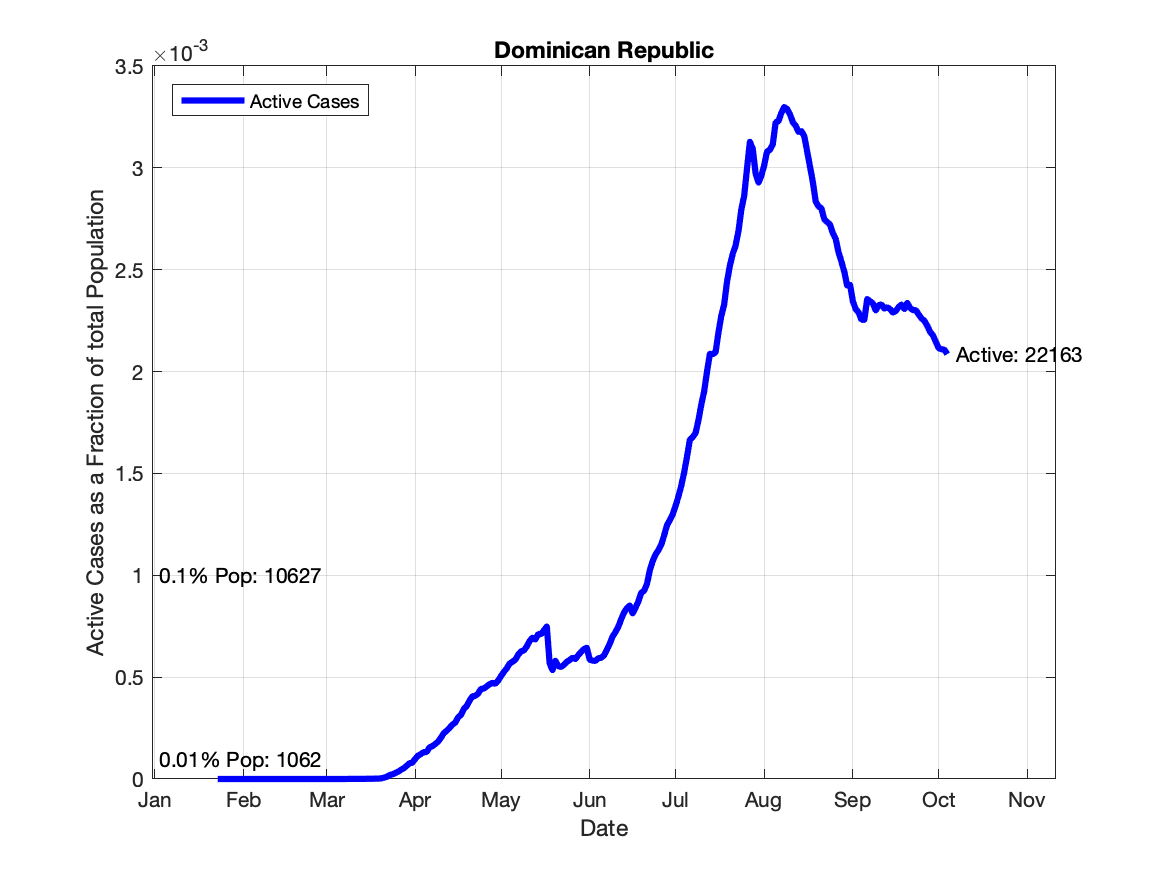 Dominican Republic
×10-3
3.5
3
2.5
2
1.5
1
0.5
0
Active Cases as a Fraction of total Population
Active Cases
Active: 22163
0.1% Pop: 10627
0.01% Pop: 1062
Jan Feb Mar Apr May Jun Jul Aug Sep Oct Nov
Date